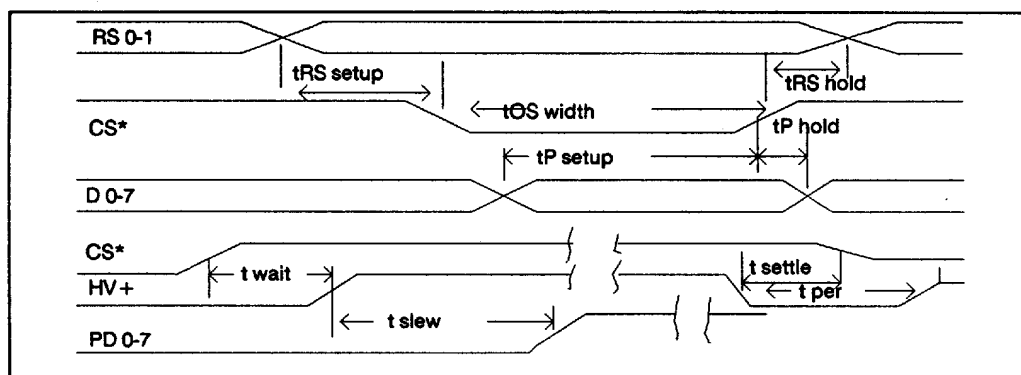 RS 0-1
tRS setup
tRS hold
tOS width
CS*
tP hold
tP setup
D 0-7
CS*
t wait
t settle
HV +
t per
t slew
PD 0-7